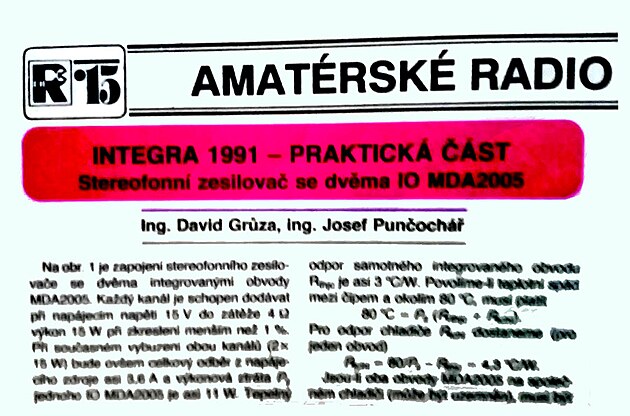 R 15
AMATÉRSKÉ RADIO
INTEGRA 1991 – PRAKTICKÁ ČÁST
Stereofonní zesilovač se dvěma IO MDA2005
Ing. David Grůza, Ing. Josef Punčochář
Na obr. 1 je zapojení stereofonního zesilo-
vače se dvěma integrovanými obvody
MDA2005. Každý kanál je schopen dodávat
při napájecím napětí 15 V do zátěže 4 Ω
výkon 15 W při zkreslení menším než 1 %.
Při současném vybuzení obou kanálů (2×
15 W) bude ovšem celkový odběr z napáje-
cího zdroje asi 3,6 A a výkonová ztráta
jednoho IO MDA2005 je asi 11 W. Tepelný
odpor samotného integrovaného obvodu
je asi 3 °C/W. Povolíme-li teplotní spád
mezi čipem a okolím 80 °C, musí platit
80 °C =
Pro odpor chladiče dostaneme (pro
jeden obvod)
= 4,3 °C/W.
Jsou-li oba obvody MDA2005 na společ-
ném chladiči (může být uzemněn), musí být